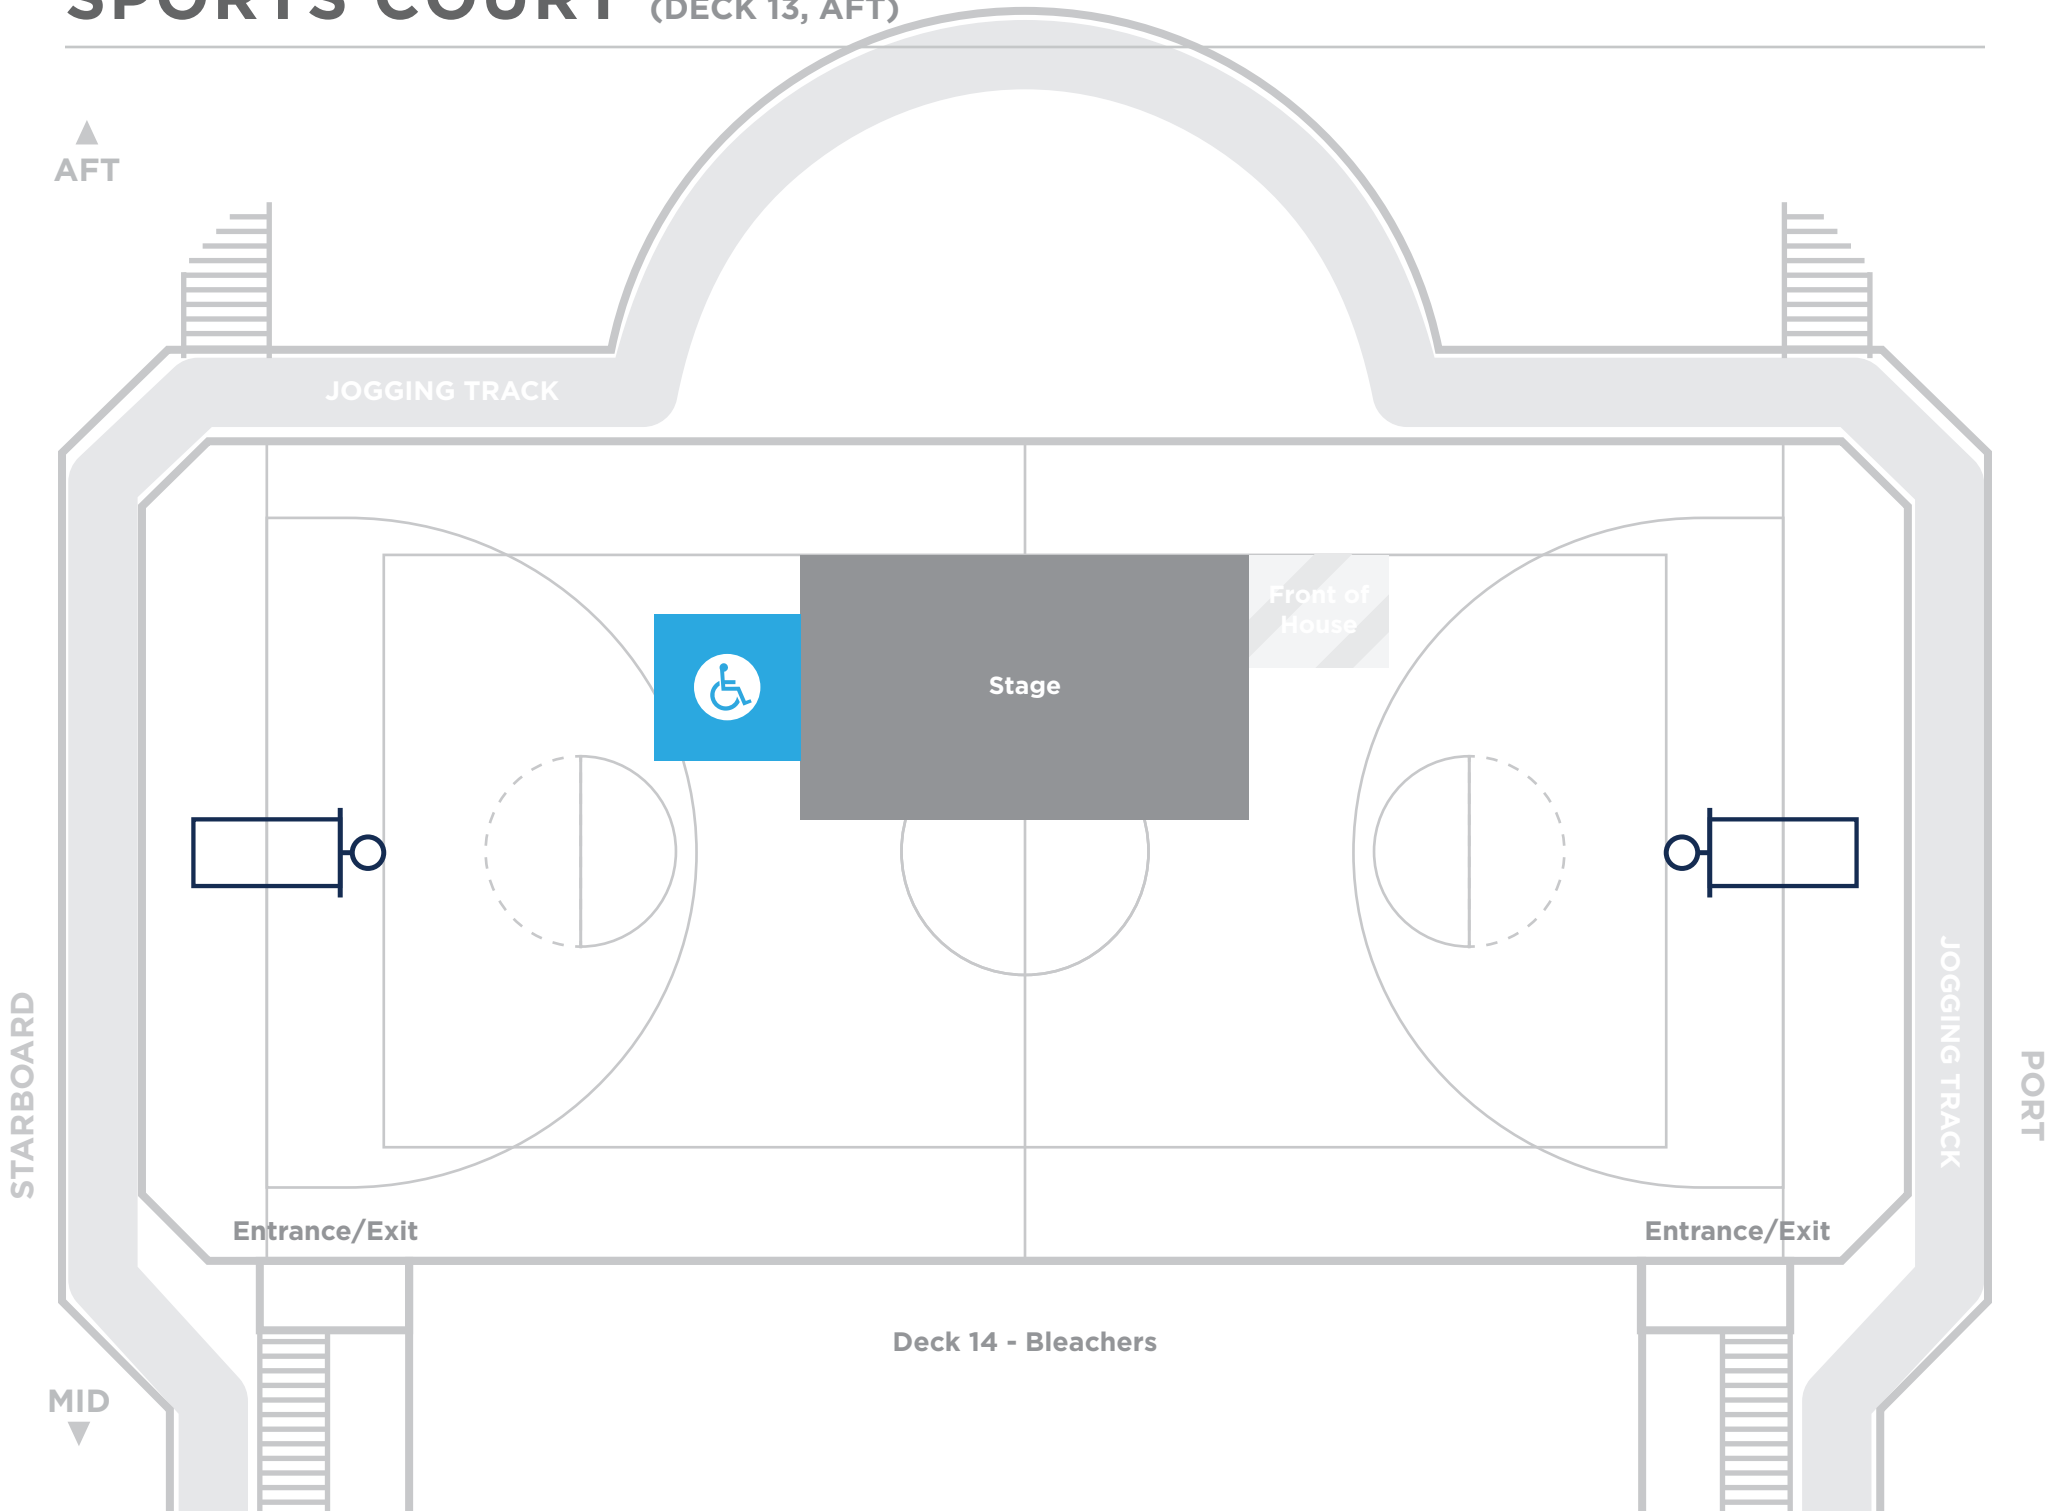 SPORTS COURT (DECK 13, AFT)
AFT
JOGGING TRACK
Front of
House
Stage
STARBOARD
JOGGING TRACK
PORT
Entrance/Exit
Entrance/Exit
Deck 14 - Bleachers
MID